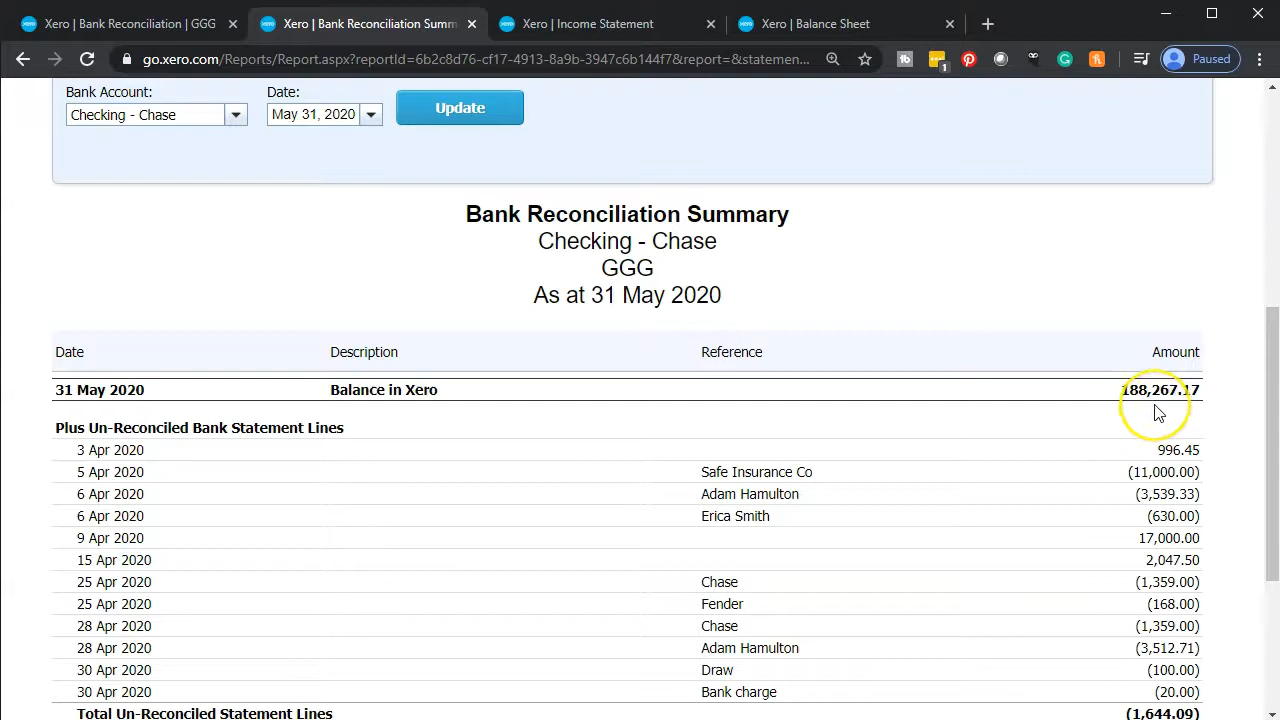 Xero | Bank Reconciliation | GGG
Xero | Bank Reconciliation Summ
Xero | Income Statement
Xero | Balance Sheet
go.xero.com/Reports/Report.aspx?reportId=6b2c8d76-cf17-4913-8a9b-3947c6b144f7&report=&statemen...
1
Paused
Bank Account:
Date:
Checking - Chase
May 31, 2020
Update
Bank Reconciliation Summary
Checking - Chase
GGG
As at 31 May 2020
Date Description Reference Amount
31 May 2020 Balance in Xero 188,267.17
Plus Un-Reconciled Bank Statement Lines
3 Apr 2020 996.45
5 Apr 2020 Safe Insurance Co (11,000.00)
6 Apr 2020 Adam Hamulton (3,539.33)
6 Apr 2020 Erica Smith (630.00)
9 Apr 2020 17,000.00
15 Apr 2020 2,047.50
25 Apr 2020 Chase (1,359.00)
25 Apr 2020 Fender (168.00)
28 Apr 2020 Chase (1,359.00)
28 Apr 2020 Adam Hamulton (3,512.71)
30 Apr 2020 Draw (100.00)
30 Apr 2020 Bank charge (20.00)
Total Un-Reconciled Statement Lines (1,644.09)